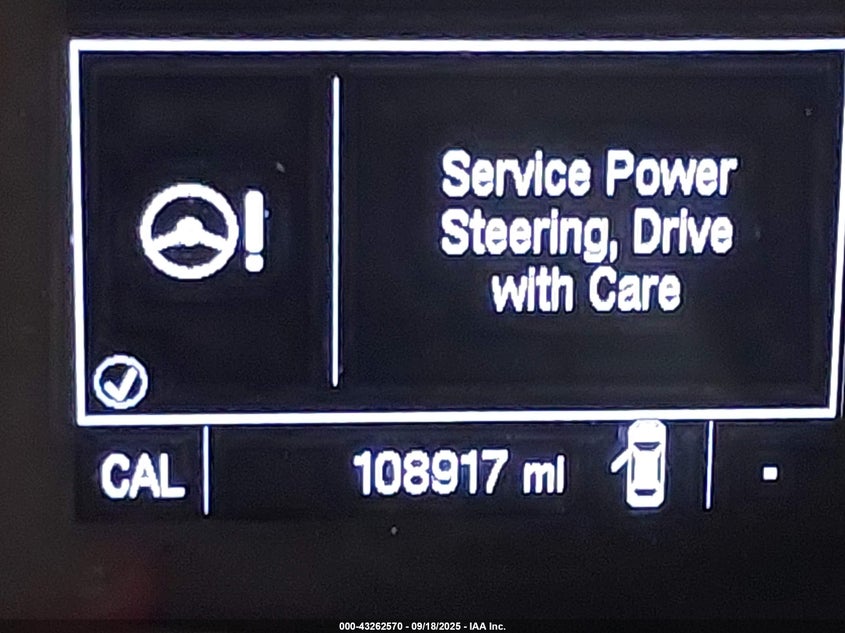 Service Power
Steering, Drive
with Care
CAL
108917 mi
000-43262570 - 09/18/2025 - IAA Inc.